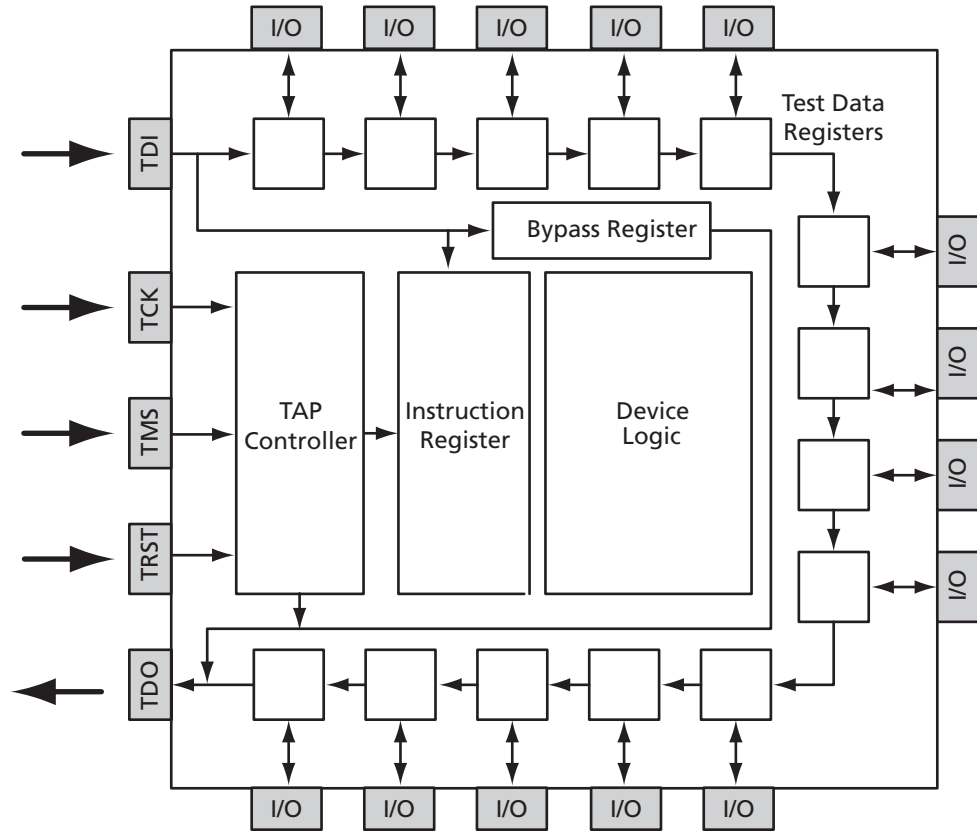 I/O
I/O
I/O
I/O
I/O
Test Data
Registers
TDI
Bypass Register
I/O
TCK
I/O
TAP
Controller
Instruction
Register
Device
Logic
TMS
I/O
TRST
I/O
TDO
I/O
I/O
I/O
I/O
I/O